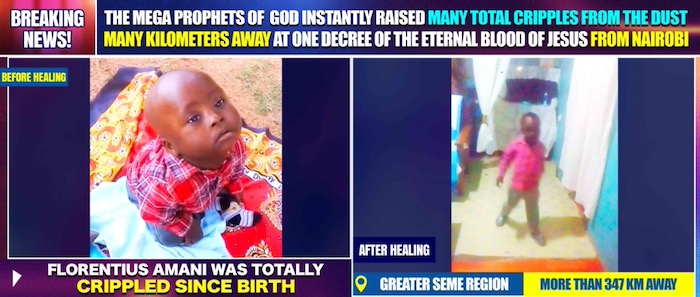 BREAKING NEWS!
THE MEGA PROPHETS OF GOD INSTANTLY RAISED MANY TOTAL CRIPPLES FROM THE DUST
MANY KILOMETERS AWAY AT ONE DECREE OF THE ETERNAL BLOOD OF JESUS FROM NAIROBI
BEFORE HEALING
AFTER HEALING
FLORENTIUS AMANI WAS TOTALLY
CRIPPLED SINCE BIRTH
GREATER SEME REGION
MORE THAN 347 KM AWAY